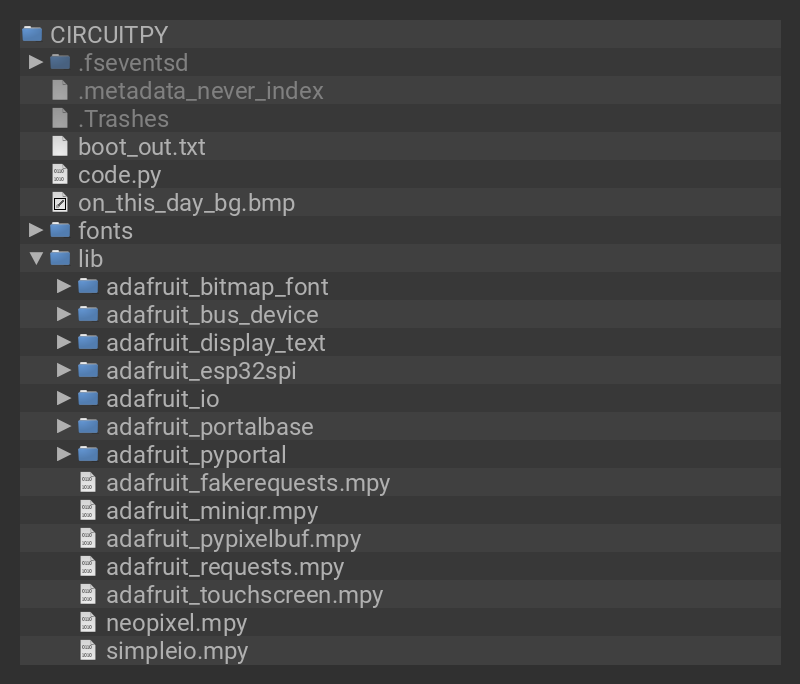 CIRCUITPY
.fseventsd
.metadata_never_index
.Trashes
boot_out.txt
code.py
on_this_day_bg.bmp
fonts
lib
adafruit_bitmap_font
adafruit_bus_device
adafruit_display_text
adafruit_esp32spi
adafruit_io
adafruit_portalbase
adafruit_pyportal
adafruit_fakerequests.mpy
adafruit_miniqr.mpy
adafruit_pypixelbuf.mpy
adafruit_requests.mpy
adafruit_touchscreen.mpy
neopixel.mpy
simpleio.mpy